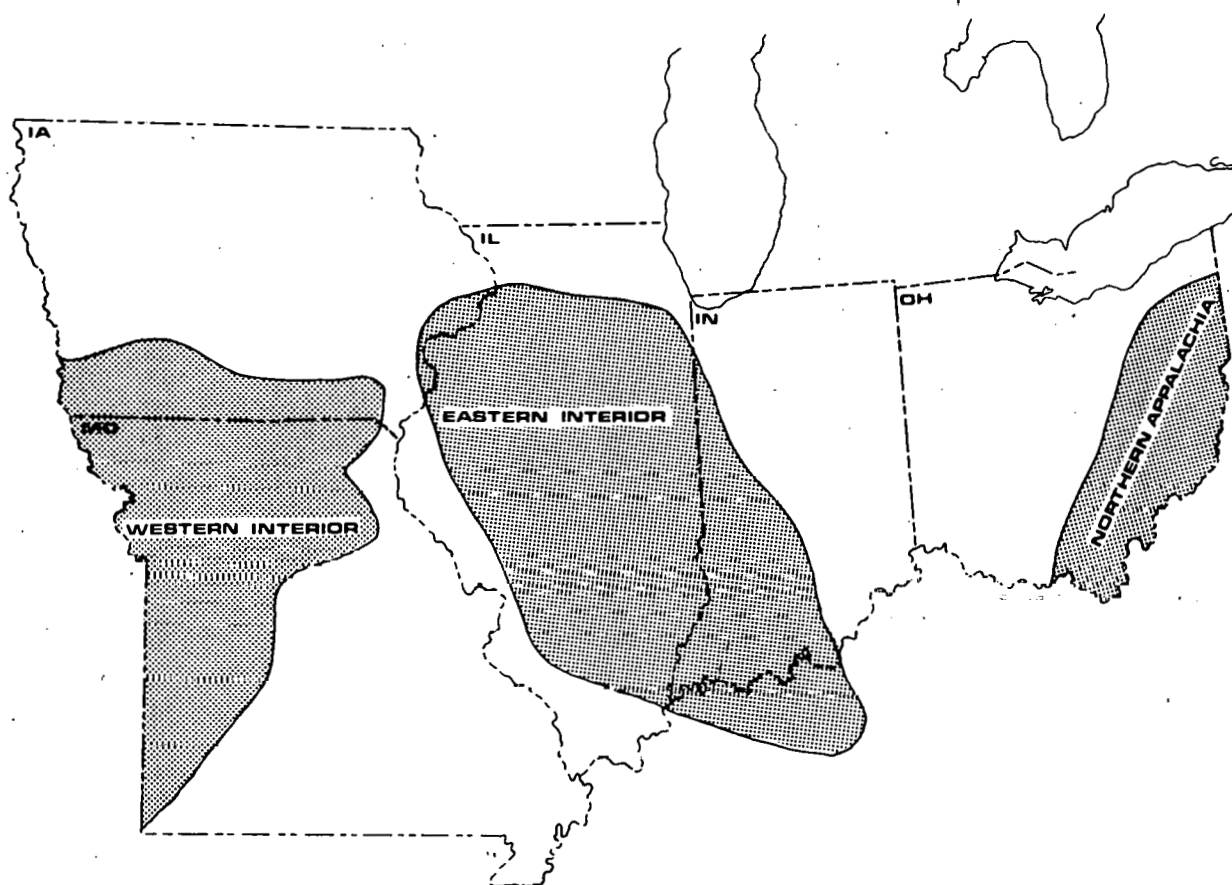 IA
IL
IN
OH
MO
EASTERN INTERIOR
WESTERN INTERIOR
NORTHERN APPALACHIA